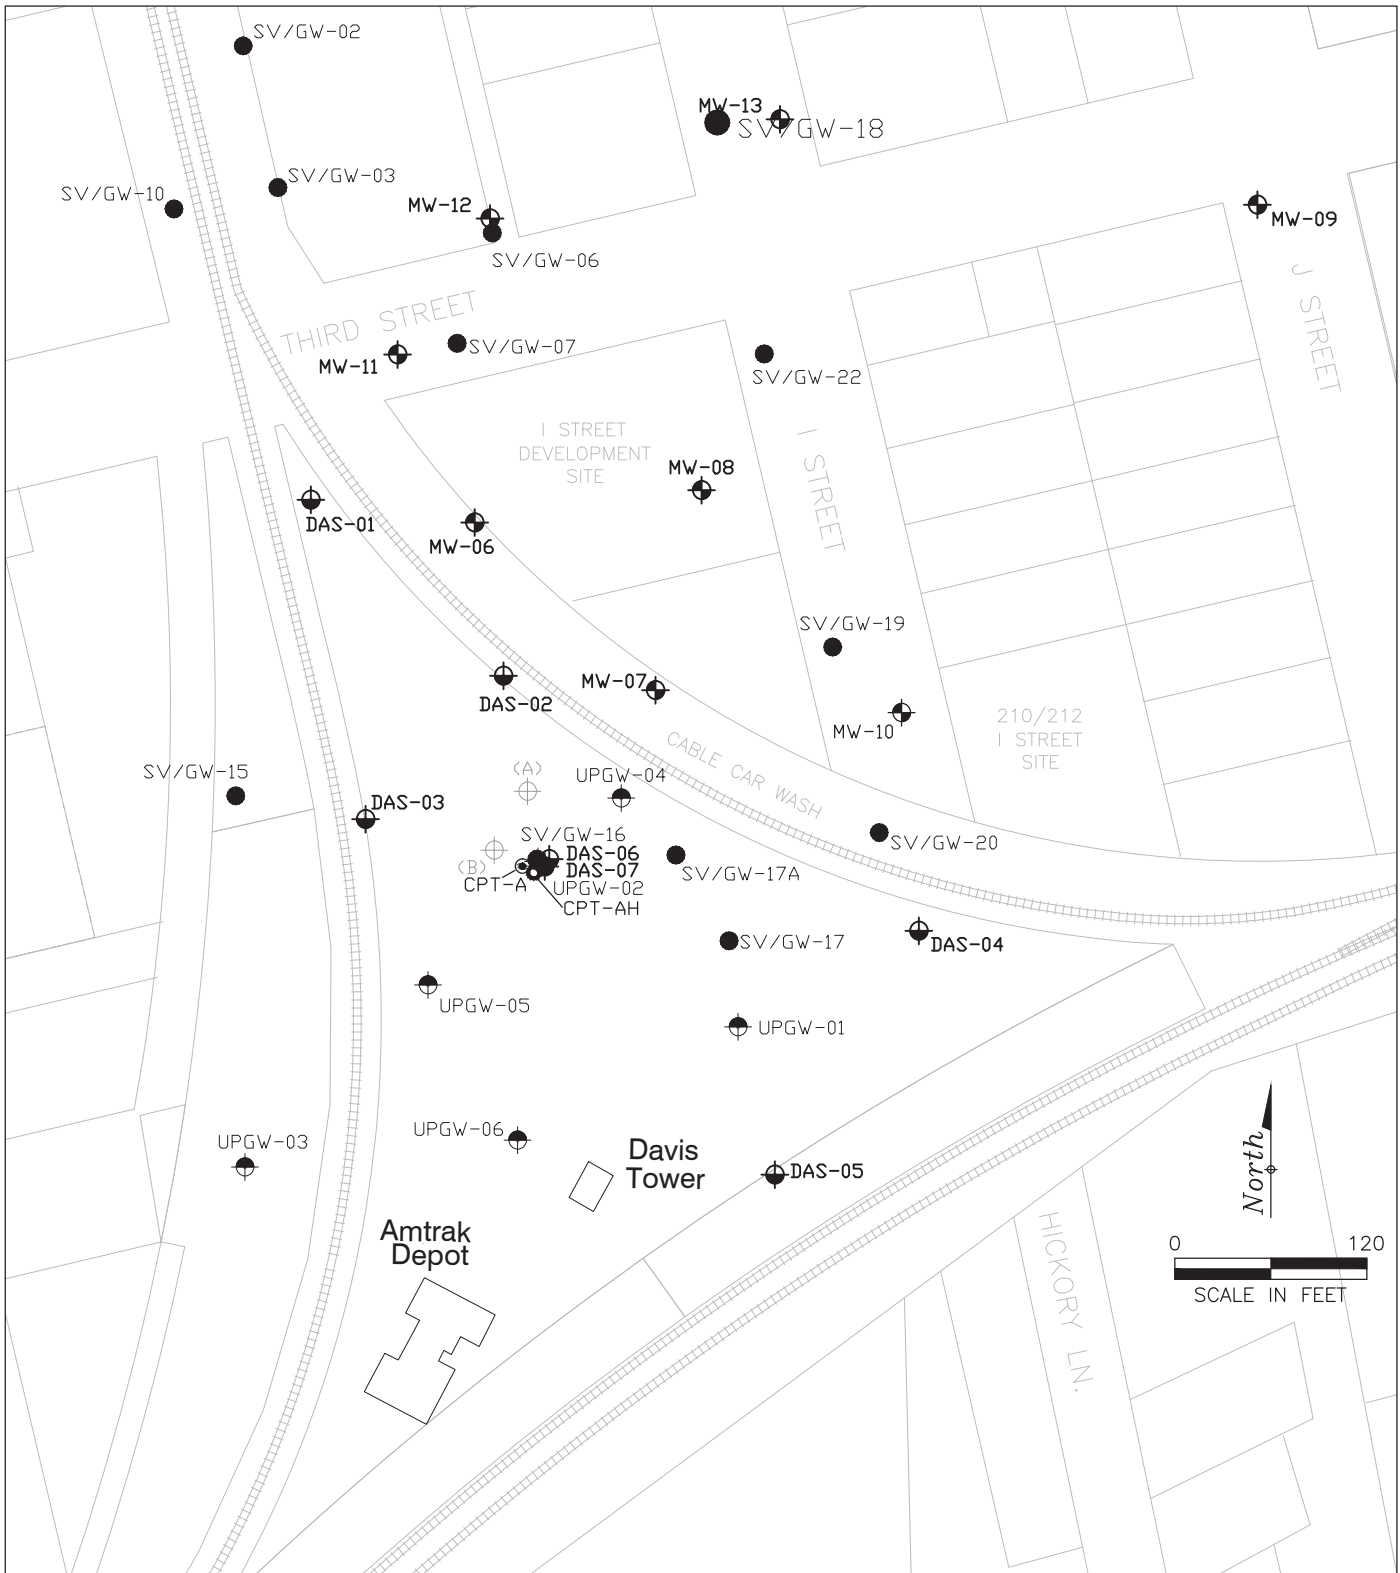 SV/GW-02
MW-13
SV/GW-18
SV/GW-03
SV/GW-10
MW-12
MW-09
SV/GW-06
J STREET
THIRD STREET
SV/GW-07
MW-11
SV/GW-22
I STREET
DEVELOPMENT
SITE
I STREET
MW-08
DAS-01
MW-06
SV/GW-19
MW-07
DAS-02
210/212
I STREET
SITE
MW-10
CABLE CAR WASH
SV/GW-15
(A)
UPGW-04
DAS-03
SV/GW-16
SV/GW-20
DAS-06
(B)
DAS-07
SV/GW-17A
CPT-A
UPGW-02
CPT-AH
SV/GW-17
DAS-04
UPGW-05
UPGW-01
UPGW-06
UPGW-03
Davis
Tower
DAS-05
North
Amtrak
Depot
HICKORY LN.
0 120
SCALE IN FEET